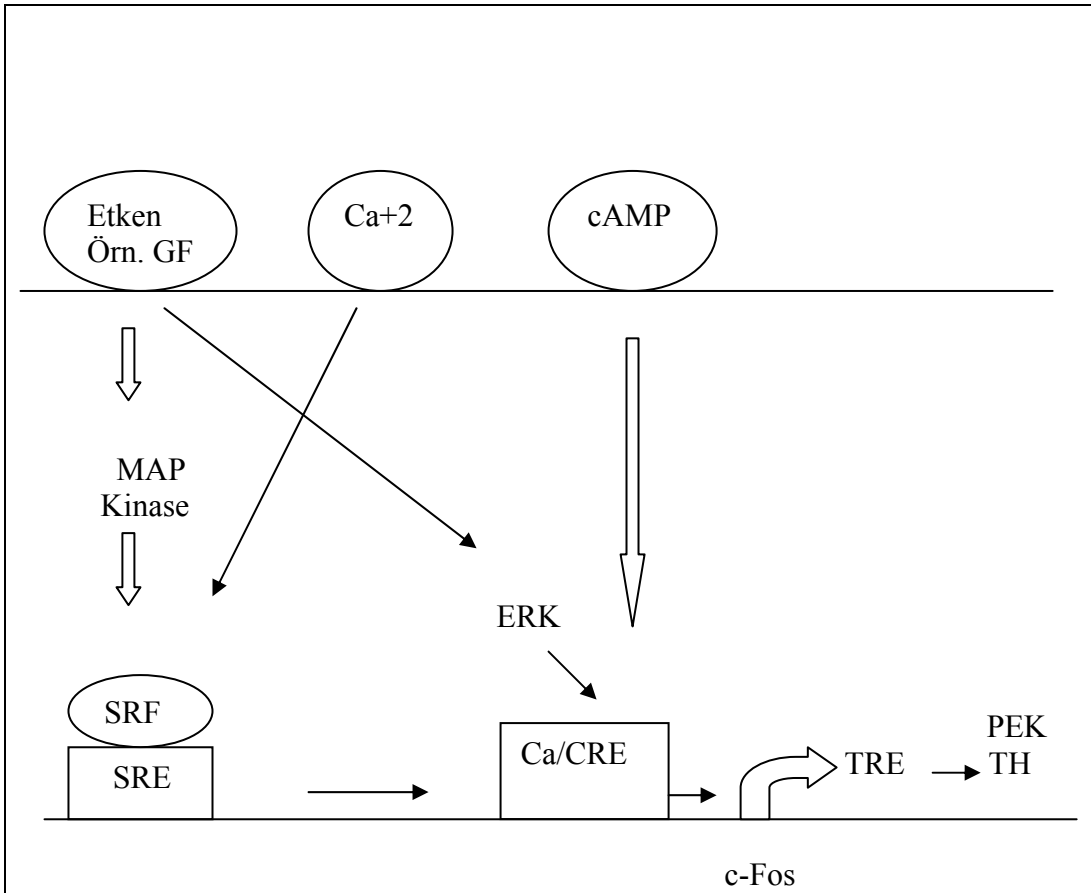 Etken
Örn. GF
Ca+2
cAMP
MAP
Kinase
ERK
SRF
SRE
Ca/CRE
TRE
PEK
TH
c-Fos